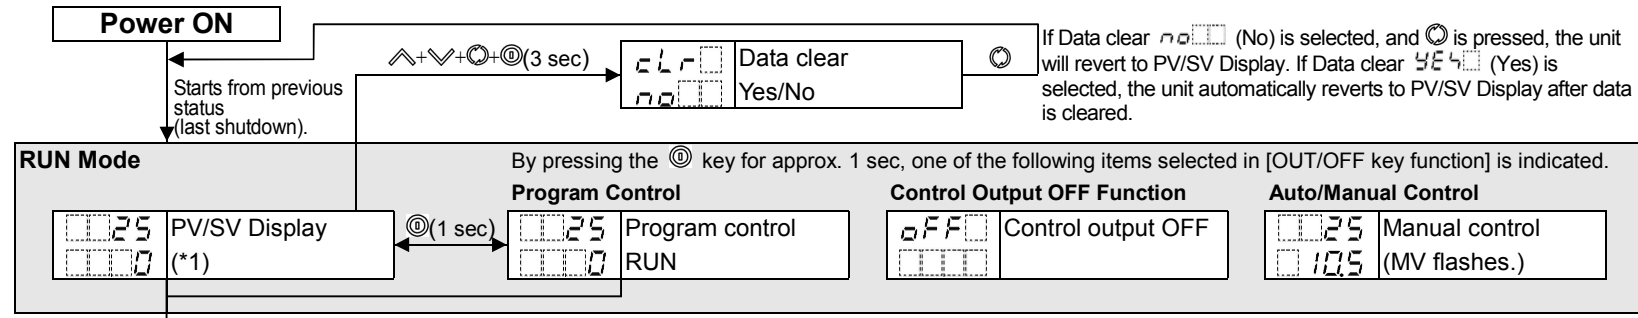 Power ON
Starts from previous
status
(last shutdown).
+ + + (3 sec)
cLr Data clear
no Yes/No
If Data clear no (No) is selected, and is pressed, the unit
will revert to PV/SV Display. If Data clear YES (Yes) is
selected, the unit automatically reverts to PV/SV Display after data
is cleared.
RUN Mode
By pressing the key for approx. 1 sec, one of the following items selected in [OUT/OFF key function] is indicated.
Program Control
Control Output OFF Function
Auto/Manual Control
25 PV/SV Display
0 (*1)
(1 sec)
25 Program control
0 RUN
oFF Control output OFF
25 Manual control
10.5 (MV flashes.)